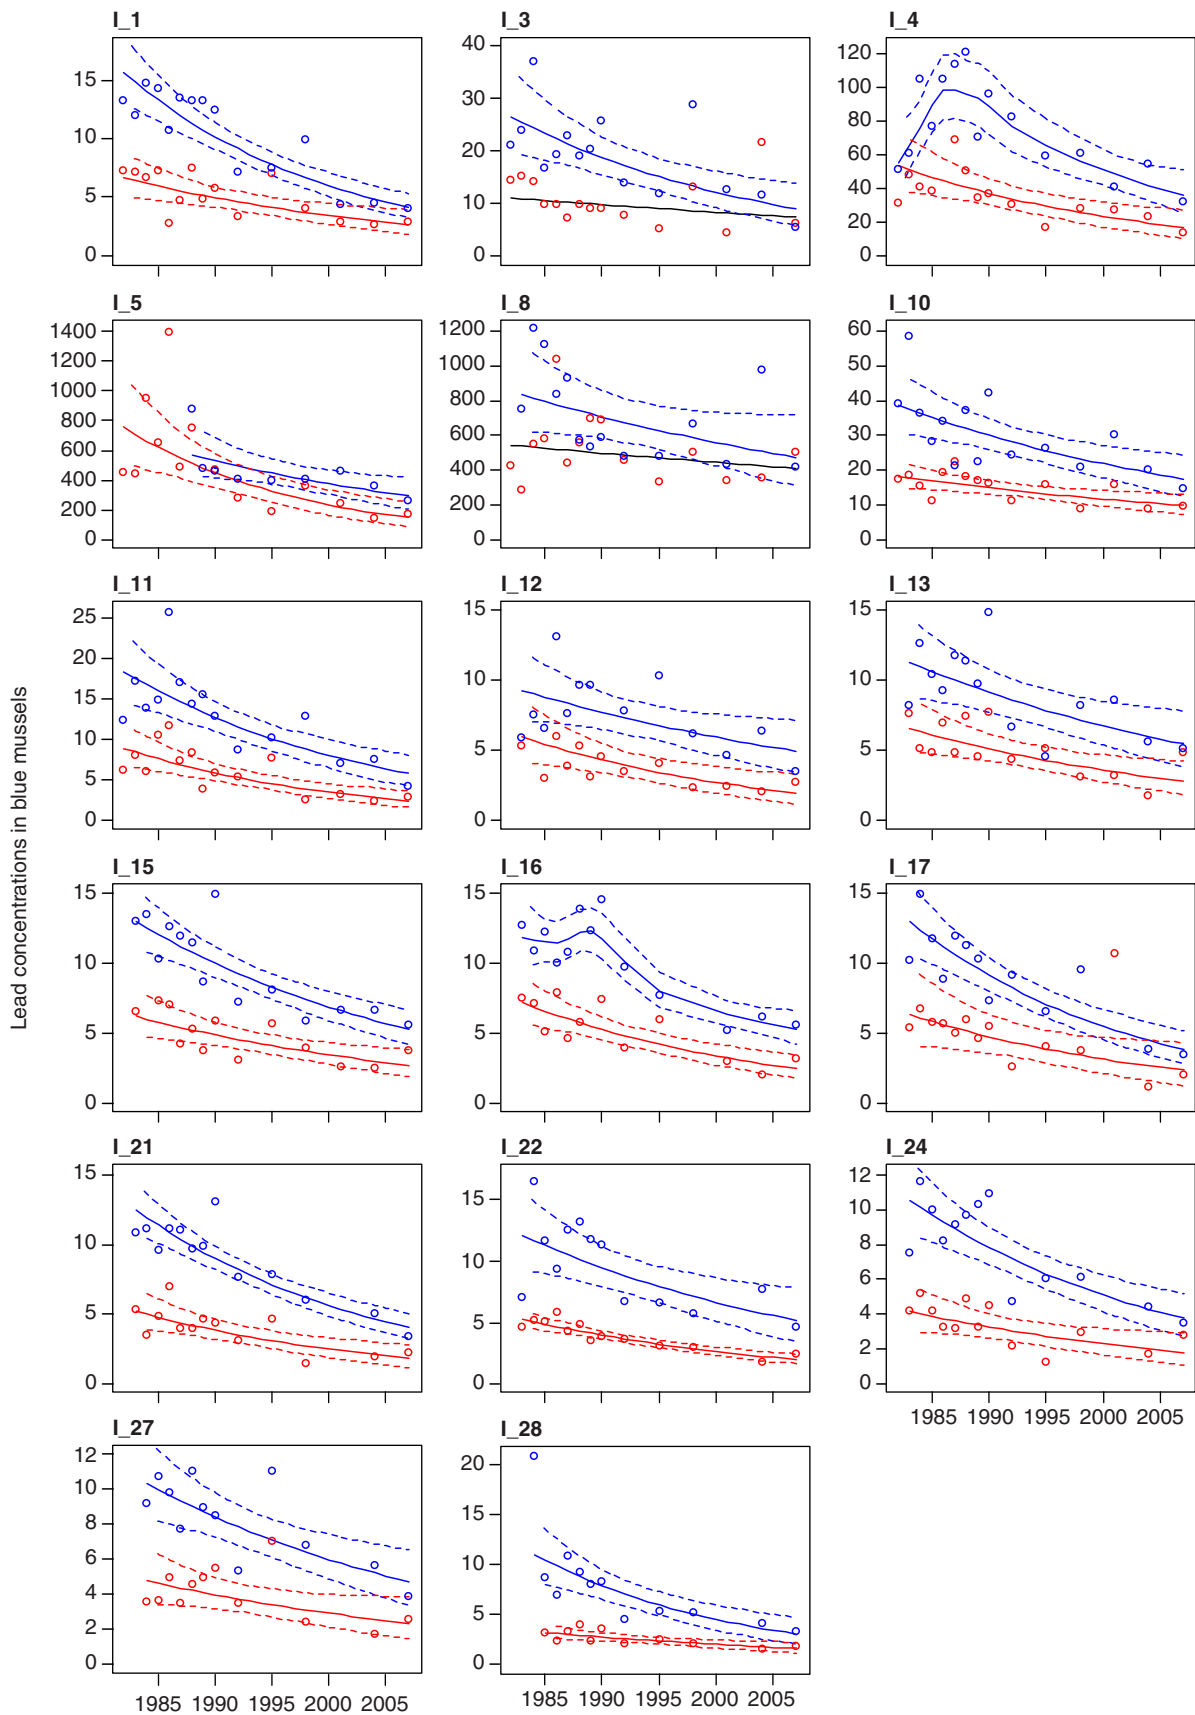 I_1 I_3 I_4
15 10 5 0
40 30 20 10 0
120 100 80 60 40 20 0
I_5 I_8 I_10
1400 1200 1000 800 600 400 200 0
1200 1000 800 600 400 200 0
60 50 40 30 20 10 0
I_11 I_12 I_13
25 20 15 10 5 0
15 10 5 0
15 10 5 0
Lead concentrations in blue mussels
I_15 I_16 I_17
15 10 5 0
15 10 5 0
15 10 5 0
I_21 I_22 I_24
15 10 5 0
15 10 5 0
12 10 8 6 4 2 0
1985 1990 1995 2000 2005
I_27 I_28
12 10 8 6 4 2 0
20 15 10 5 0
1985 1990 1995 2000 2005 1985 1990 1995 2000 2005